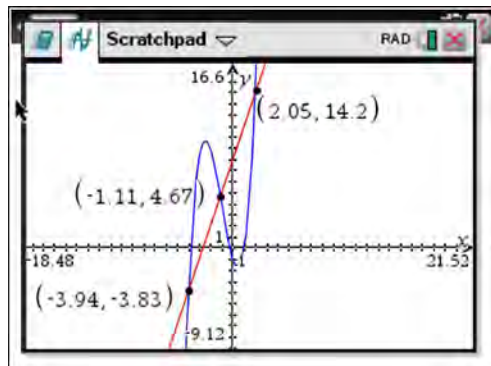 Scratchpad RAD
16.6 y
(2.05, 14.2)
(-1.11, 4.67)
1 x
-18.48 1 21.52
(-3.94, -3.83)
-9.12